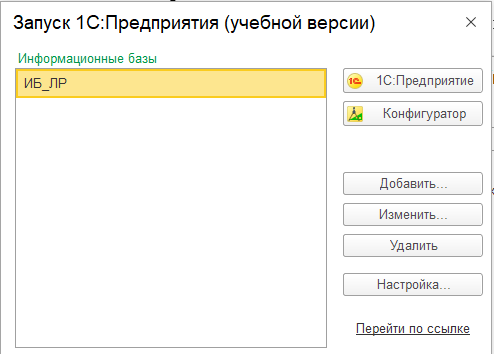 Запуск 1С:Предприятия (учебной версии)
Информационные базы
ИБ_ЛР
1С:Предприятие
Конфигуратор
Добавить...
Изменить...
Удалить
Настройка...
Перейти по ссылке